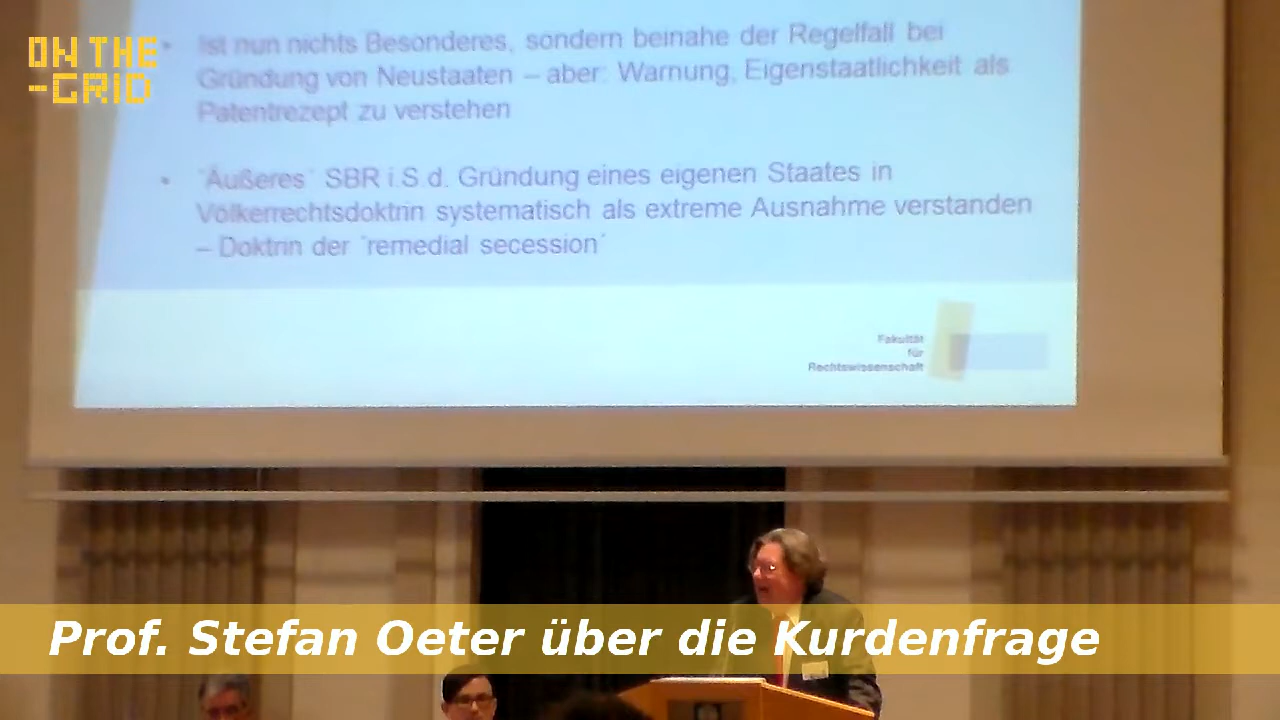 ON THE
-GRID
Ist nun nichts Besonderes, sondern beinahe der Regelfall bei
Gründung von Neustaaten – aber: Warnung, Eigenstaatlichkeit als
Patentrezept zu verstehen
• ´Äußeres´ SBR i.S.d. Gründung eines eigenen Staates in
Völkerrechtsdoktrin systematisch als extreme Ausnahme verstanden
– Doktrin der ´remedial secession´
Fakultät
für
Rechtswissenschaft
Prof. Stefan Oeter über die Kurdenfrage